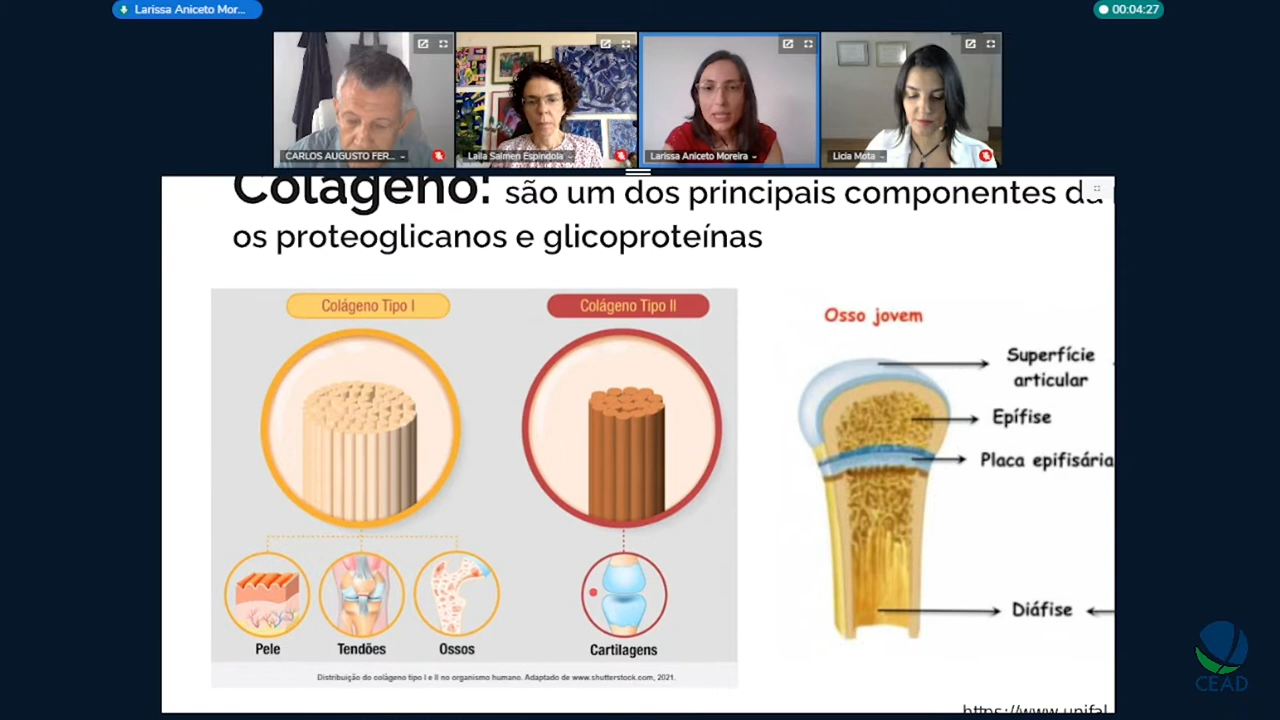 Larissa Aniceto Mor...
00:04:27
CARLOS AUGUSTO FER...
Laila Salmen Espindola
Larissa Aniceto Moreira
Licia Mota
Colágeno: são um dos principais componentes da
os proteoglicanos e glicoproteínas
Colágeno Tipo I
Colágeno Tipo II
Pele
Tendões
Ossos
Cartilagens
Distribuição do colágeno tipo I e II no organismo humano. Adaptado de www.shutterstock.com, 2021.
Osso jovem
Superfície
articular
Epífise
Placa epifisária
Diáfise
https://www.unifal
CEAD